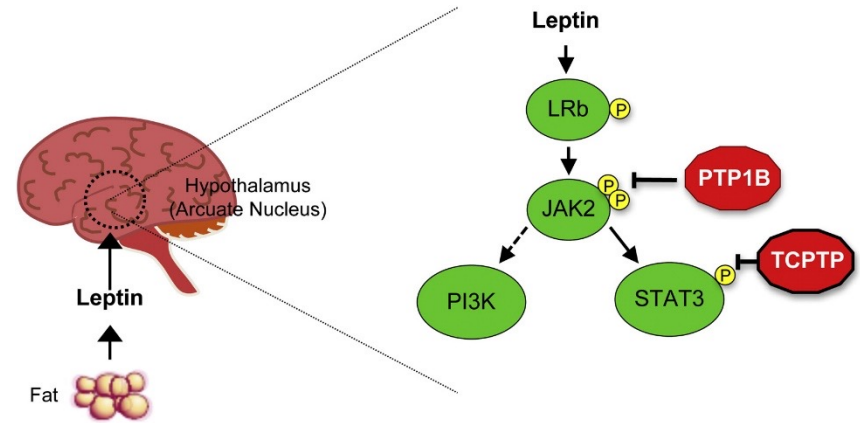 Leptin
LRb
P
Hypothalamus
(Arcuate Nucleus)
P
P
JAK2
PTP1B
Leptin
PI3K
STAT3
P
TCPTP
Fat